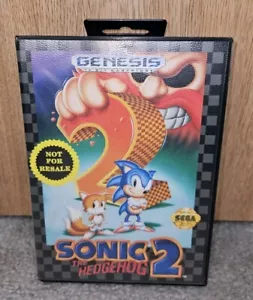 GENESIS
2
NOT
FOR
RESALE
SEGA
SONIC 2
THE
HEDGEHOG